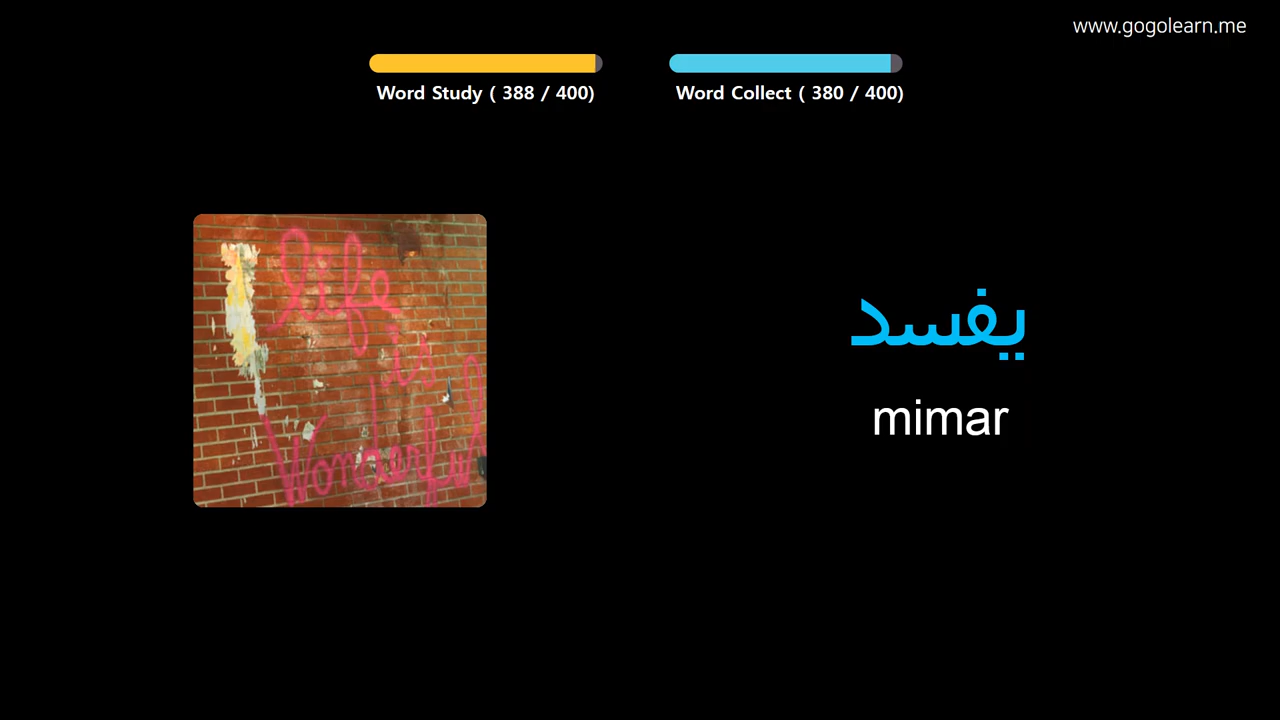 www.gogolearn.me
Word Study ( 388 / 400)
Word Collect ( 380 / 400)
life
is
Wonderful
يفسد
mimar